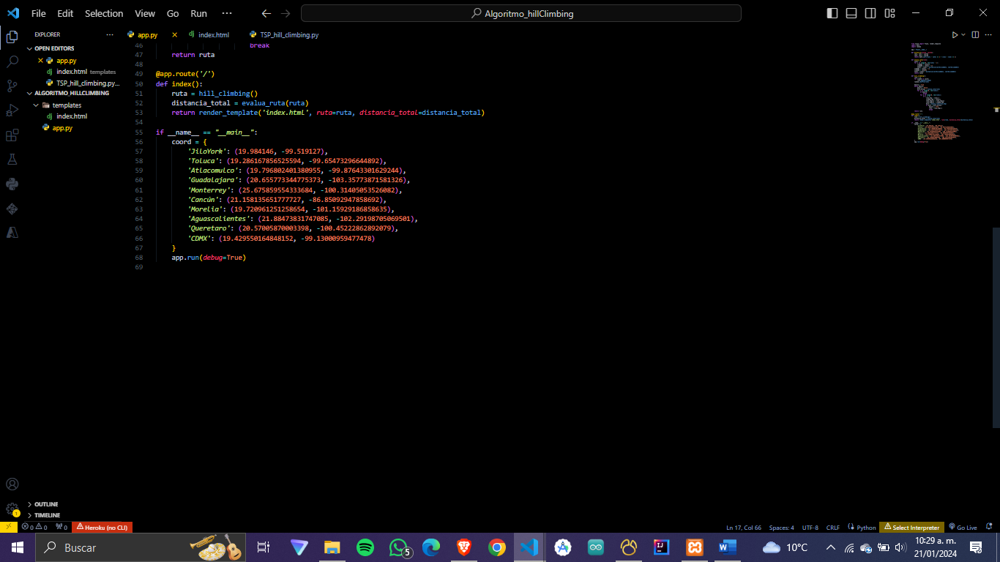 File Edit Selection View Go Run ··· Algoritmo_hillClimbing
EXPLORER ··· app.py index.html TSP_hill_climbing.py
OPEN EDITORS
app.py
index.html templates
TSP_hill_climbing.py...
ALGORITMO_HILLCLIMBING
templates
index.html
app.py
46 break
47 return ruta
48
49 @app.route('/')
50 def index():
51 ruta = hill_climbing()
52 distancia_total = evalua_ruta(ruta)
53 return render_template('index.html', ruta=ruta, distancia_total=distancia_total)
54
55 if __name__ == "__main__":
56 coord = {
57 'JiloYork': (19.984146, -99.519127),
58 'Toluca': (19.286167856525594, -99.65473296644892),
59 'Atlacomulco': (19.796802401380955, -99.87643301629244),
60 'Guadalajara': (20.655773344775373, -103.35773871581326),
61 'Monterrey': (25.675859554333684, -100.31405053526082),
62 'Cancún': (21.158135651777727, -86.85092947858692),
63 'Morelia': (19.720961251258654, -101.15929186858635),
64 'Aguascalientes': (21.88473831747085, -102.29198705069501),
65 'Queretaro': (20.57005870003398, -100.45222862892079),
66 'CDMX': (19.429550164848152, -99.13000959477478)
67 }
68 app.run(debug=True)
69
OUTLINE
TIMELINE
1
0 0 0 Heroku (no CLI) Ln 17, Col 66 Spaces: 4 UTF-8 CRLF Python Select Interpreter Go Live
Buscar 5 10°C 10:29 a. m.
21/01/2024